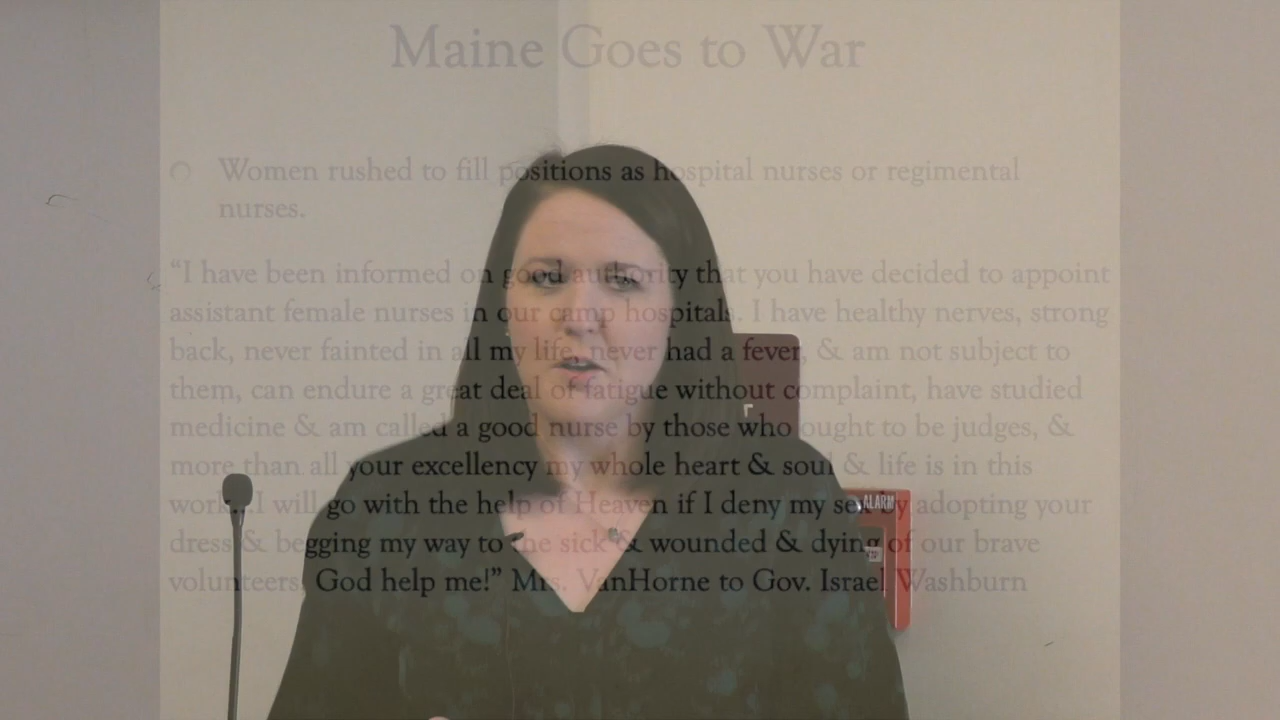 Maine Goes to War
Women rushed to fill positions as hospital nurses or regimental
nurses.
“I have been informed on good authority that you have decided to appoint
assistant female nurses in our camp hospitals. I have healthy nerves, strong
back, never fainted in all my life, never had a fever, & am not subject to
them, can endure a great deal of fatigue without complaint, have studied
medicine & am called a good nurse by those who ought to be judges, &
more than all your excellency my whole heart & soul & life is in this
work. I will go with the help of Heaven if I deny my sex by adopting your
ALARM
dress & begging my way to the sick & wounded & dying of our brave
volunteers. God help me!” Mrs. VanHorne to Gov. Israel Washburn